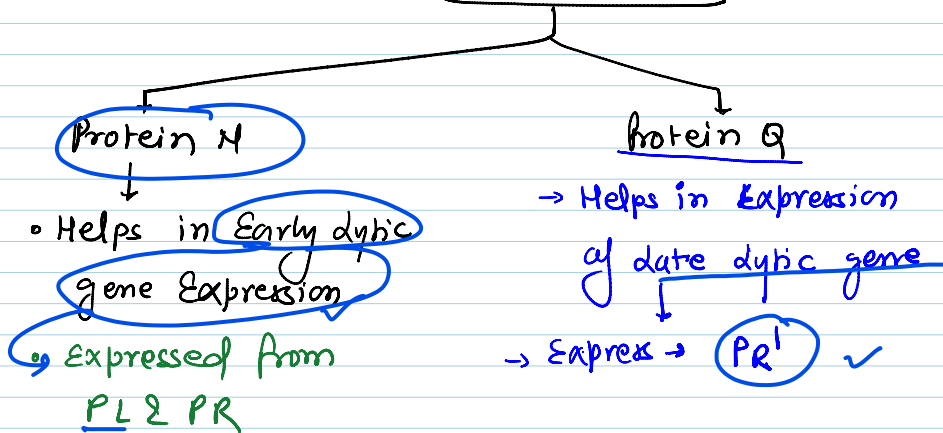 Protein N
• Helps in Early Lytic
gene Expression
• Expressed from
PL & PR
Protein Q
→ Helps in Expression
of Late Lytic gene
→ Express → PR'